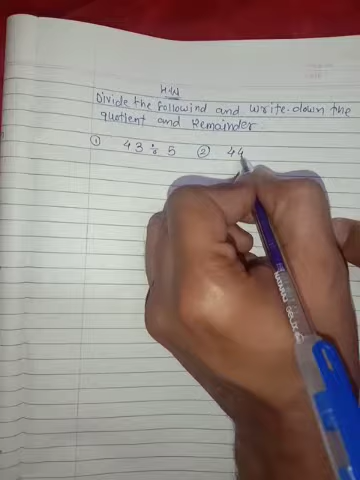 H.W
Divide the followind and write down the
quotient and Remainder
① 43 ÷ 5 ② 44